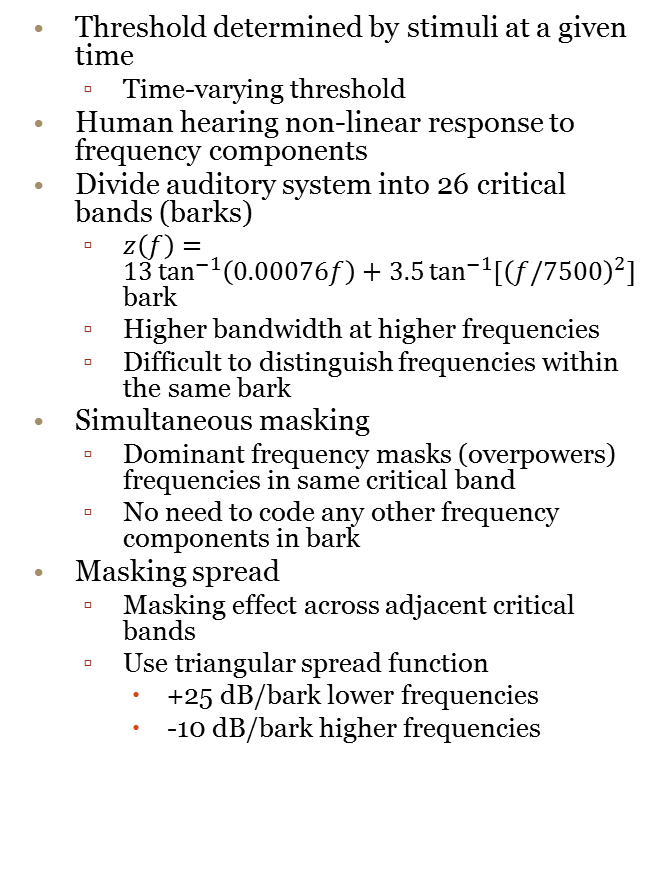 • Threshold determined by stimuli at a given
time
▫ Time-varying threshold
• Human hearing non-linear response to
frequency components
• Divide auditory system into 26 critical
bands (barks)
▫ z(f) =
13 tan⁻¹(0.00076f) + 3.5 tan⁻¹[(f/7500)²]
bark
▫ Higher bandwidth at higher frequencies
▫ Difficult to distinguish frequencies within
the same bark
• Simultaneous masking
▫ Dominant frequency masks (overpowers)
frequencies in same critical band
▫ No need to code any other frequency
components in bark
• Masking spread
▫ Masking effect across adjacent critical
bands
▫ Use triangular spread function
• +25 dB/bark lower frequencies
• -10 dB/bark higher frequencies